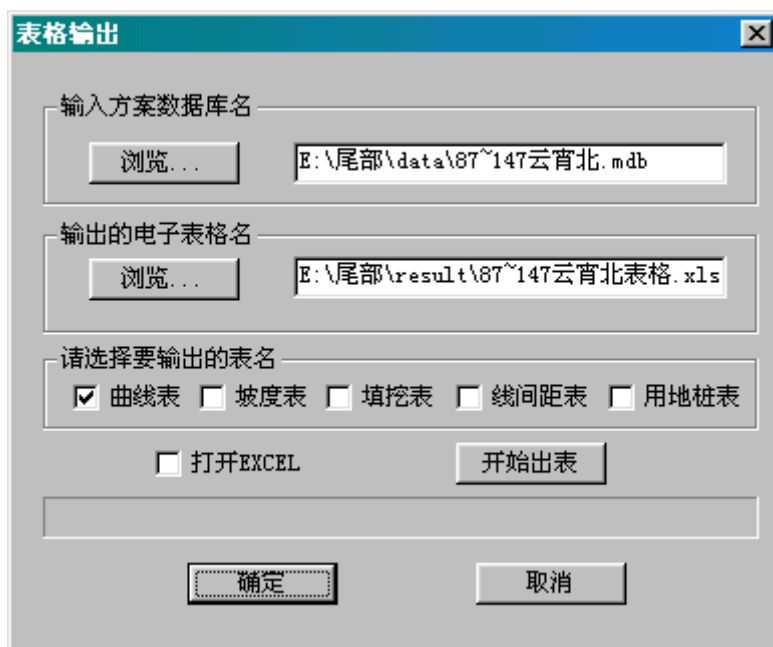 表格输出
输入方案数据库名
浏览... E:\尾部\data\87~147云霄北.mdb
输出的电子表格名
浏览... E:\尾部\result\87~147云霄北表格.xls
请选择要输出的表名
曲线表 坡度表 填挖表 线间距表 用地桩表
打开EXCEL 开始出表
确定 取消